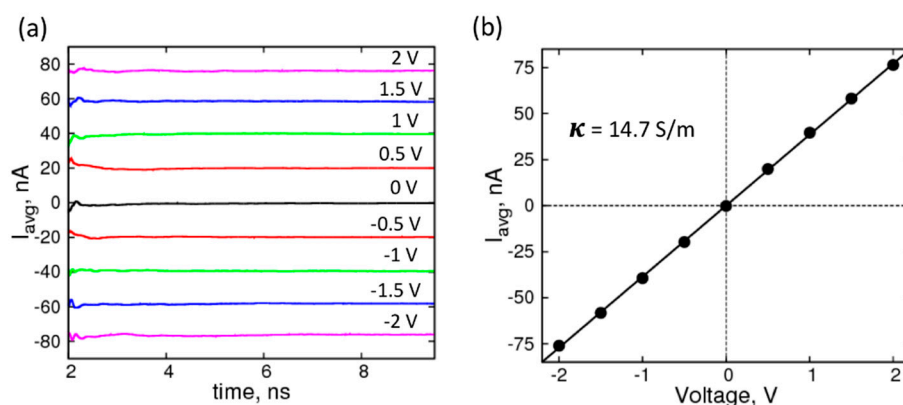 (a)
80
60
40
20
0
-20
-40
-60
-80
I_avg, nA
2 V
1.5 V
1 V
0.5 V
0 V
-0.5 V
-1 V
-1.5 V
-2 V
2 4 6 8
time, ns
(b)
75
50
25
0
-25
-50
-75
I_avg, nA
κ = 14.7 S/m
-2 -1 0 1 2
Voltage, V